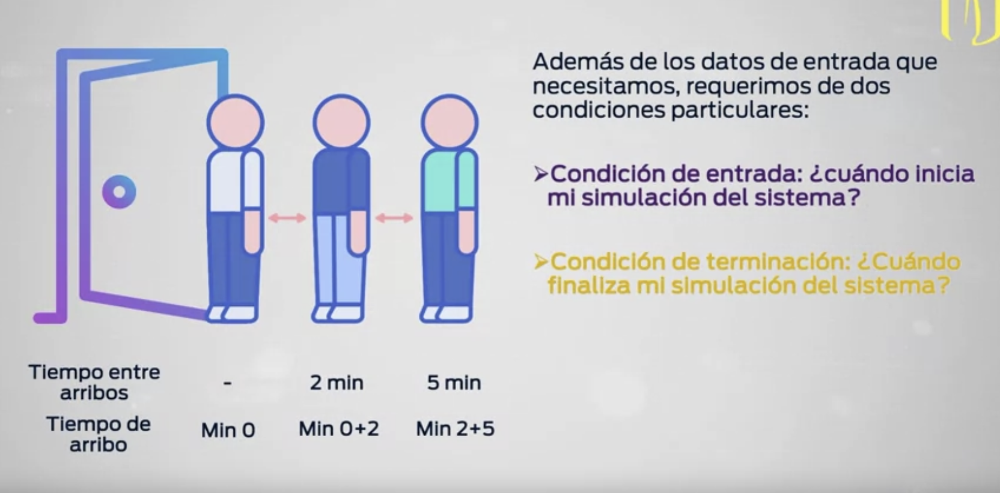 Además de los datos de entrada que
necesitamos, requerimos de dos
condiciones particulares:
➢Condición de entrada: ¿cuándo inicia
mi simulación del sistema?
➢Condición de terminación: ¿Cuándo
finaliza mi simulación del sistema?
Tiempo entre
arribos
- 2 min 5 min
Tiempo de
arribo
Min 0 Min 0+2 Min 2+5